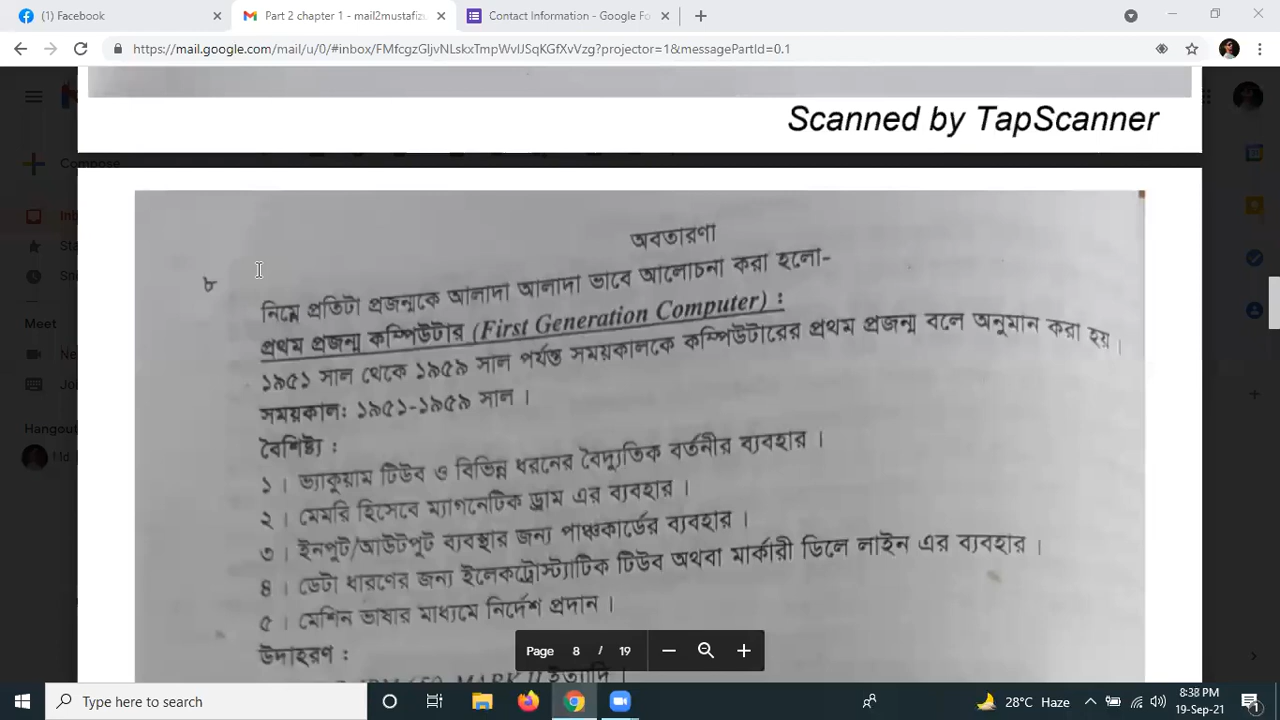 (1) Facebook
Part 2 chapter 1 - mail2mustafizu
Contact Information - Google Fo
https://mail.google.com/mail/u/0/#inbox/FMfcgzGljvNLskxTmpWvlJSqKGfXvVzg?projector=1&messagePartId=0.1
Scanned by TapScanner
Compose
Meet
Hangout
অবতারণা
৮
নিম্নে প্রতিটা প্রজন্মকে আলাদা আলাদা ভাবে আলোচনা করা হলো-
প্রথম প্রজন্ম কম্পিউটার (First Generation Computer) :
১৯৫১ সাল থেকে ১৯৫৯ সাল পর্যন্ত সময়কালকে কম্পিউটারের প্রথম প্রজন্ম বলে অনুমান করা হয়।
সময়কাল: ১৯৫১-১৯৫৯ সাল ।
বৈশিষ্ট্য :
১ । ভ্যাকুয়াম টিউব ও বিভিন্ন ধরনের বৈদ্যুতিক বর্তনীর ব্যবহার ।
২ । মেমরি হিসেবে ম্যাগনেটিক ড্রাম এর ব্যবহার ।
৩ । ইনপুট/আউটপুট ব্যবস্থার জন্য পাঞ্চকার্ডের ব্যবহার ।
৪ । ডেটা ধারণের জন্য ইলেকট্রোস্ট্যাটিক টিউব অথবা মার্কারী ডিলে লাইন এর ব্যবহার ।
৫ । মেশিন ভাষার মাধ্যমে নির্দেশ প্রদান ।
উদাহরণ :
ইত্যাদি ।
Page 8 / 19
Type here to search
28°C Haze
8:38 PM
19-Sep-21